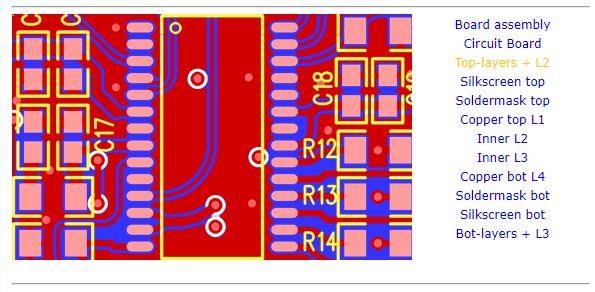 C18
C17
R12
R13
R14
Board assembly
Circuit Board
Top-layers + L2
Silkscreen top
Soldermask top
Copper top L1
Inner L2
Inner L3
Copper bot L4
Soldermask bot
Silkscreen bot
Bot-layers + L3